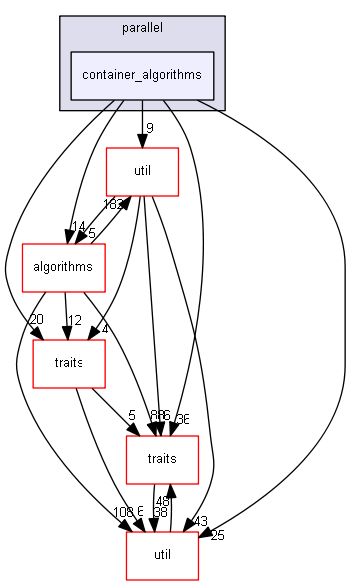 parallel
container_algorithms
9
util
182
14
5
algorithms
20
12
4
traits
5
36
traits
48
108
6
38
43
25
util